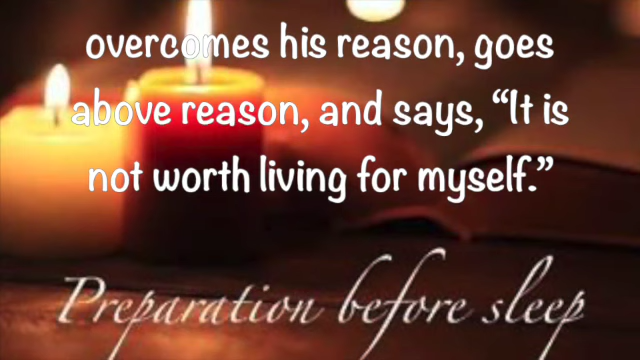 overcomes his reason, goes
above reason, and says, “It is
not worth living for myself.”
Preparation before sleep